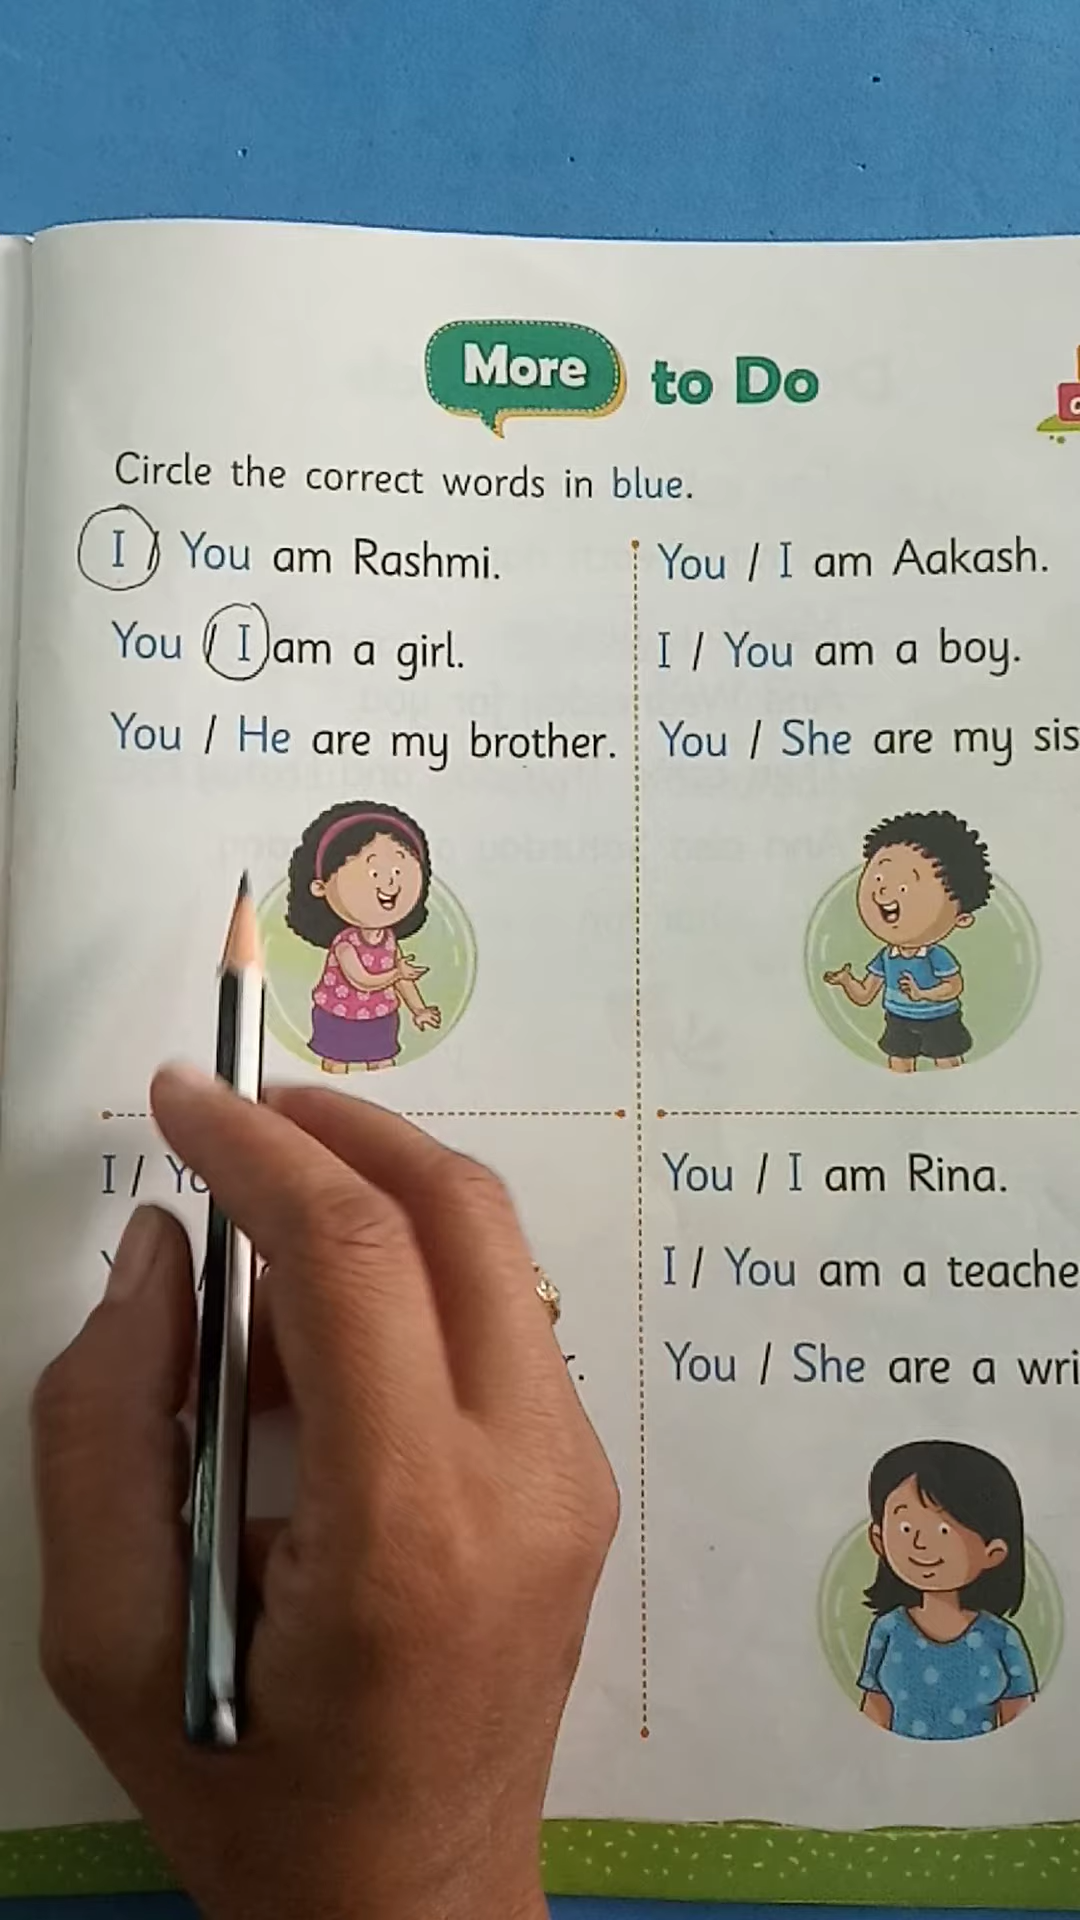 More to Do
Circle the correct words in blue.
I / You am Rashmi.
You / I am a girl.
You / He are my brother.
You / I am Aakash.
I / You am a boy.
You / She are my sis
I /
You / I am Rina.
I / You am a teache
You / She are a wri